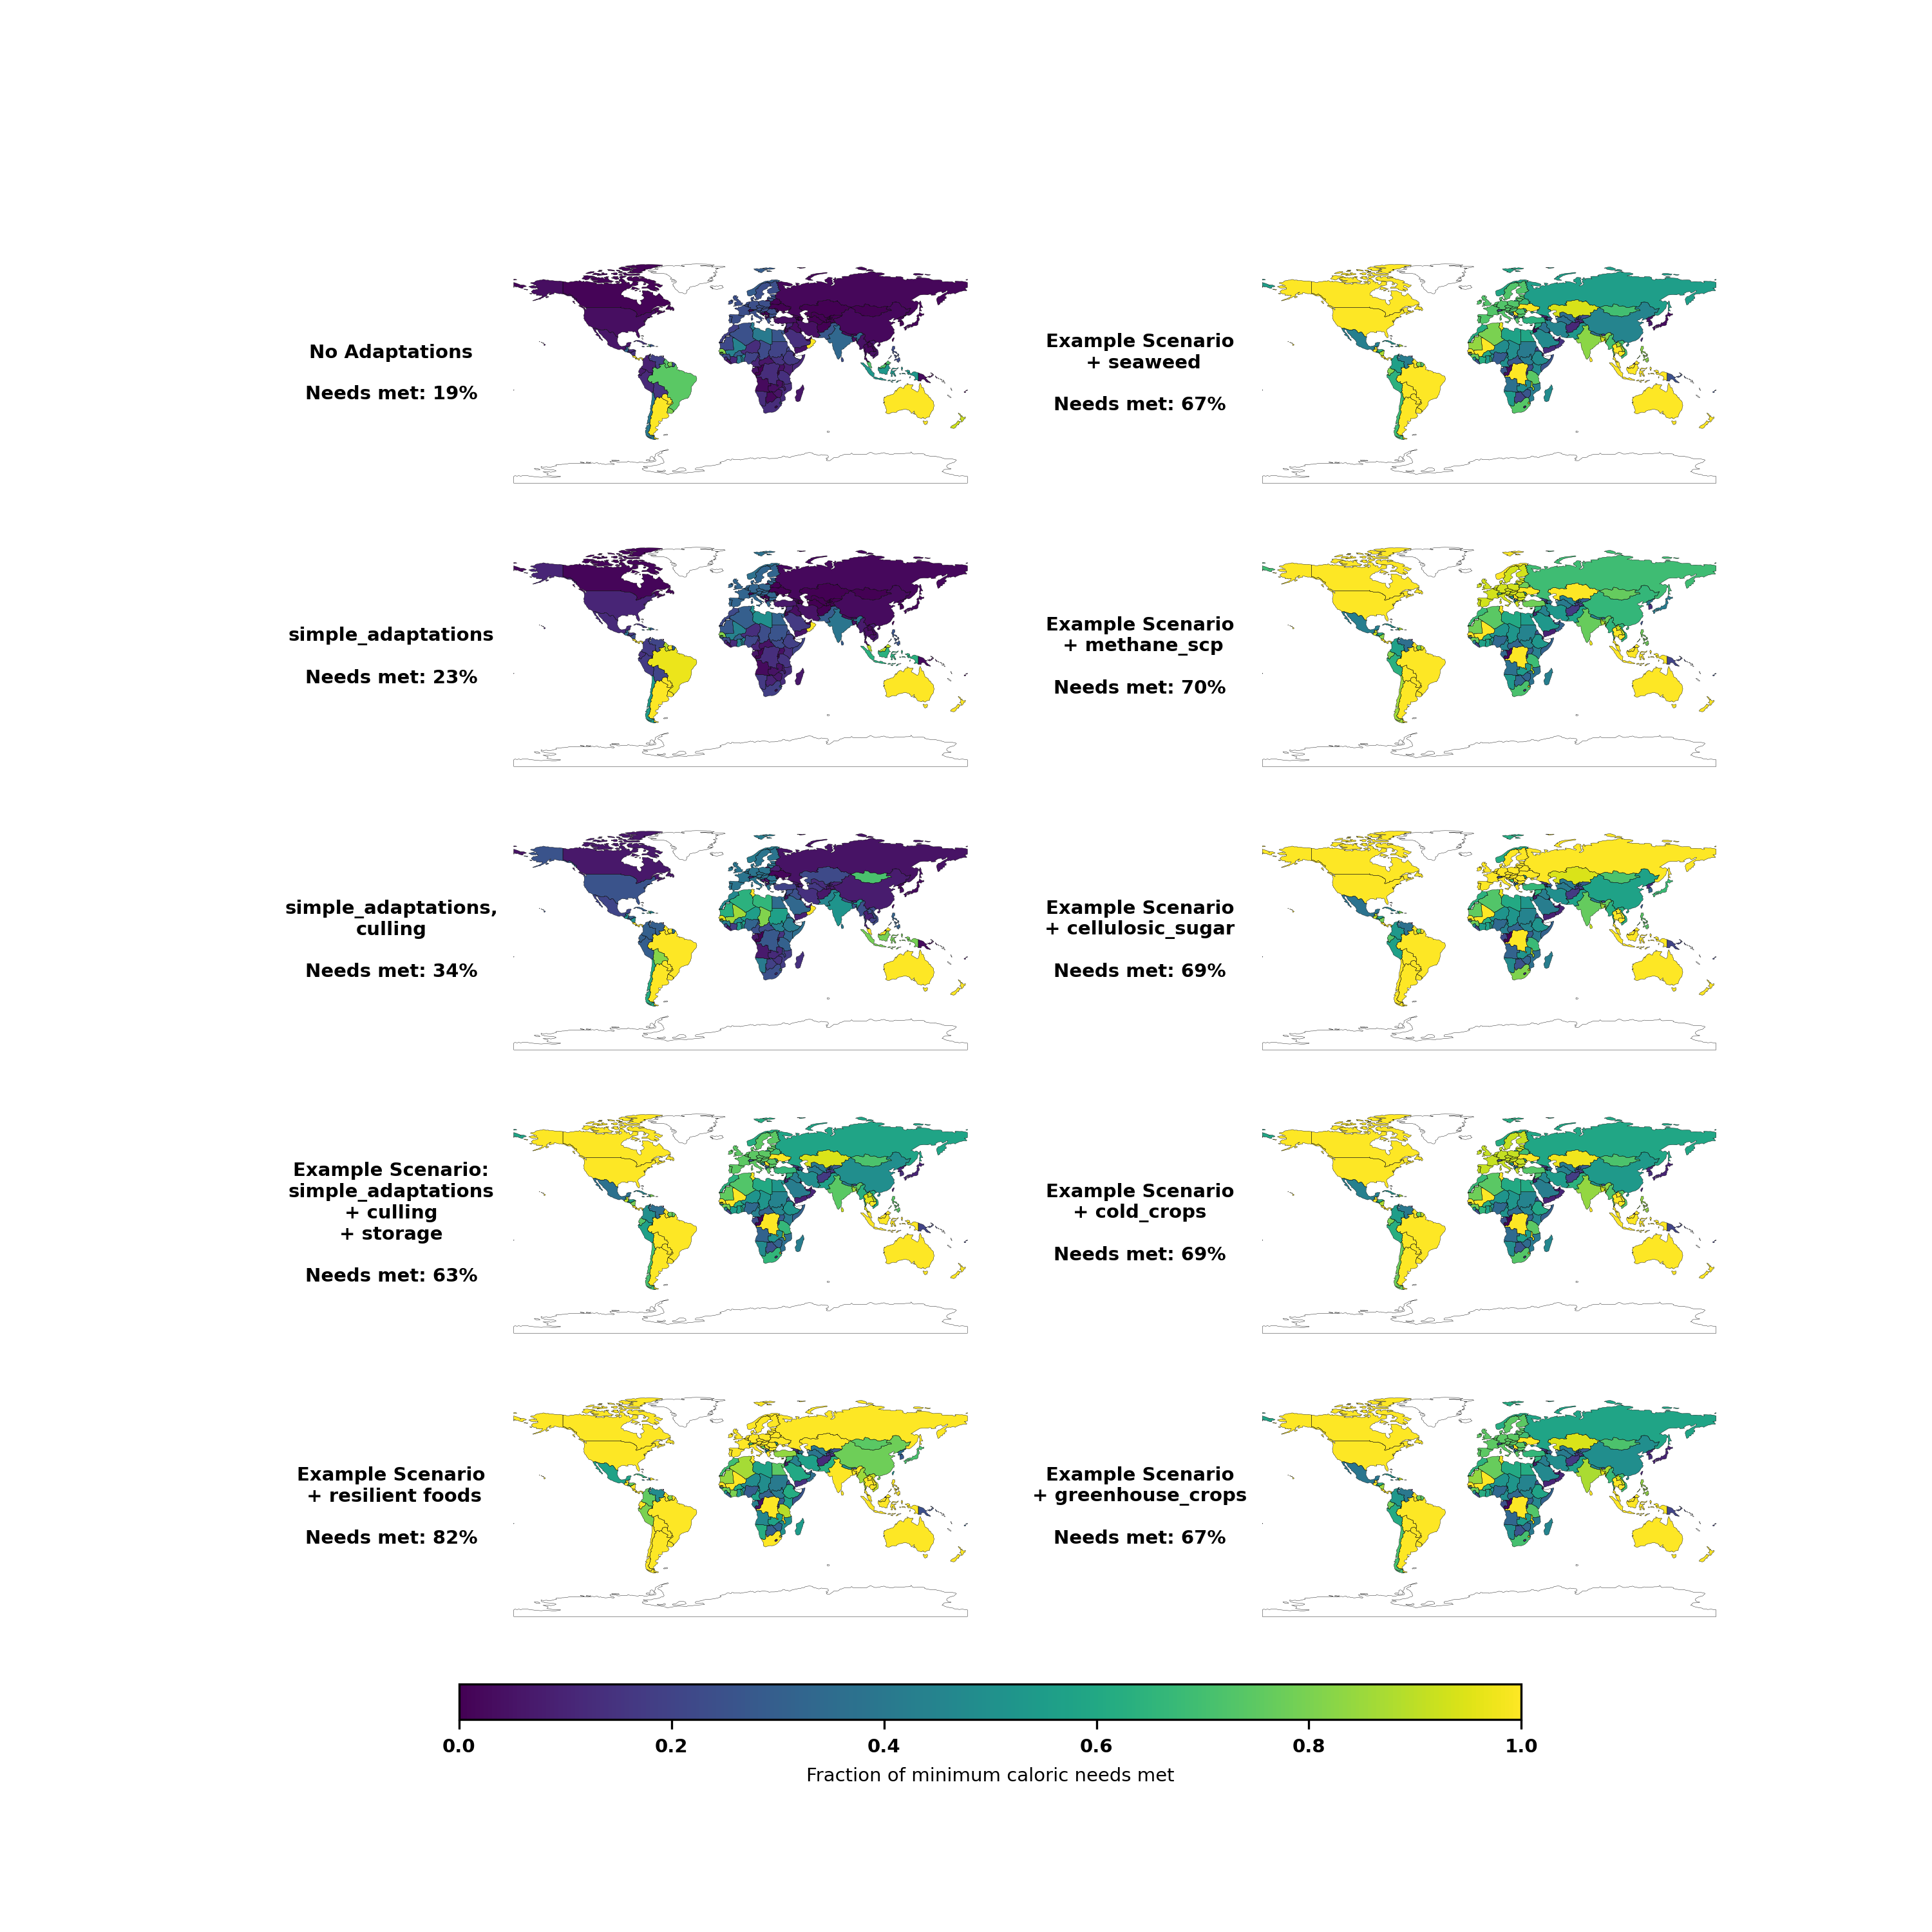 No Adaptations
Needs met: 19%
simple_adaptations
Needs met: 23%
simple_adaptations,
culling
Needs met: 34%
Example Scenario:
simple_adaptations
+ culling
+ storage
Needs met: 63%
Example Scenario
+ resilient foods
Needs met: 82%
Example Scenario
+ seaweed
Needs met: 67%
Example Scenario
+ methane_scp
Needs met: 70%
Example Scenario
+ cellulosic_sugar
Needs met: 69%
Example Scenario
+ cold_crops
Needs met: 69%
Example Scenario
+ greenhouse_crops
Needs met: 67%
0.0 0.2 0.4 0.6 0.8 1.0
Fraction of minimum caloric needs met